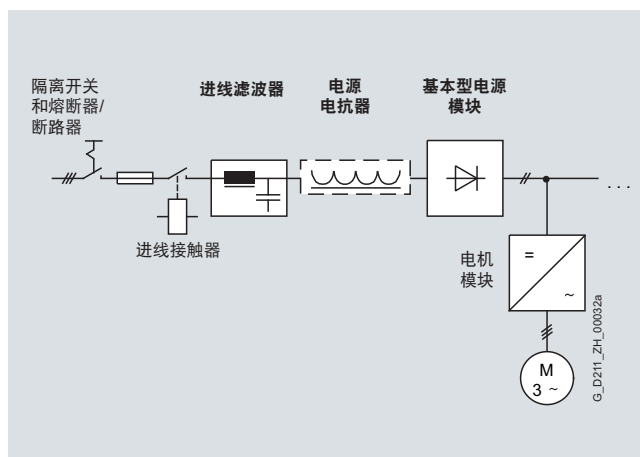 隔离开关
和熔断器/
断路器
进线滤波器
电源
电抗器
基本型电源
模块
进线接触器
. . .
电机
模块
=
~
M
3 ~
G_D211_ZH_00032a